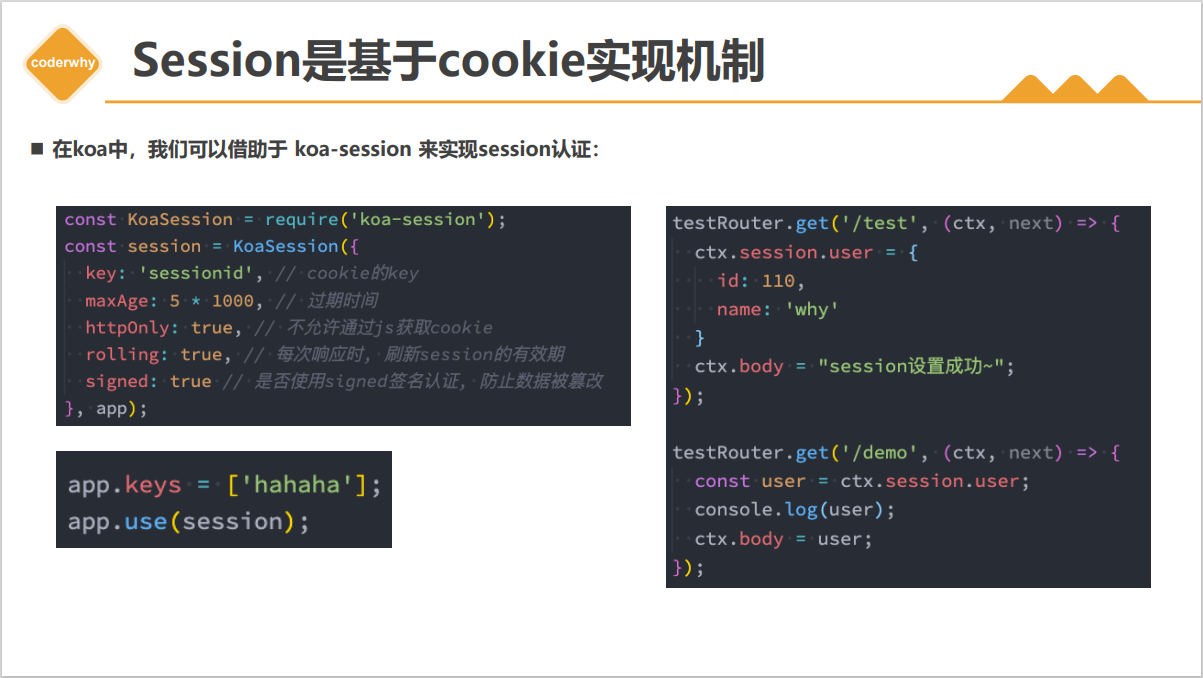 coderwhy
Session是基于cookie实现机制
■ 在koa中，我们可以借助于 koa-session 来实现session认证：
const KoaSession = require('koa-session');
const session = KoaSession({
  key: 'sessionid', // cookie的key
  maxAge: 5 * 1000, // 过期时间
  httpOnly: true, // 不允许通过js获取cookie
  rolling: true, // 每次响应时, 刷新session的有效期
  signed: true // 是否使用signed签名认证, 防止数据被篡改
}, app);
app.keys = ['hahaha'];
app.use(session);
testRouter.get('/test', (ctx, next) => {
  ctx.session.user = {
    id: 110,
    name: 'why'
  }
  ctx.body = "session设置成功~";
});
testRouter.get('/demo', (ctx, next) => {
  const user = ctx.session.user;
  console.log(user);
  ctx.body = user;
});